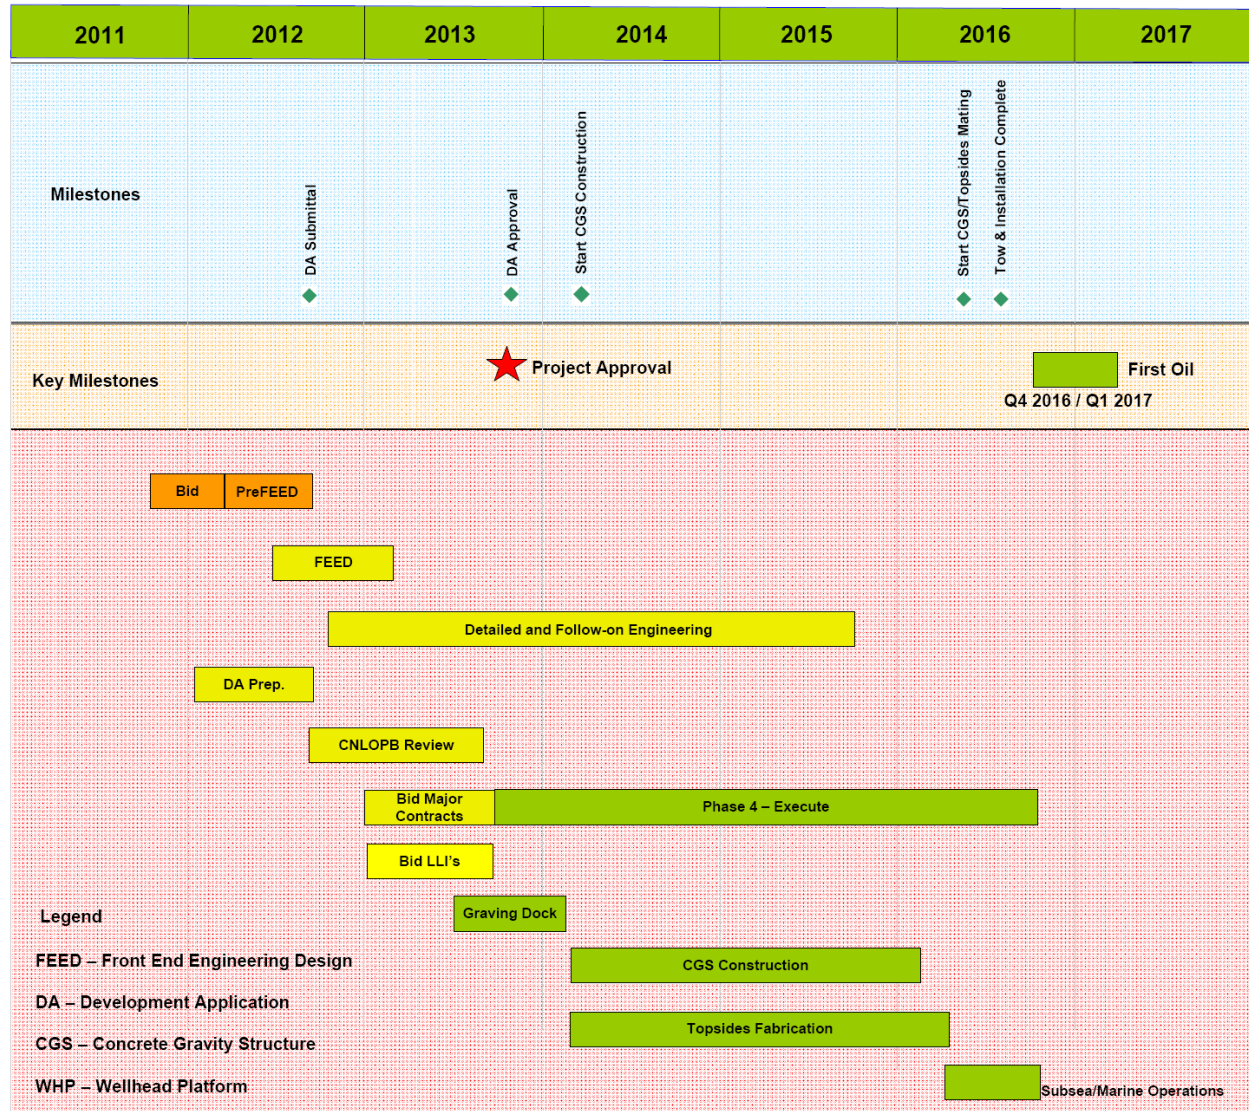 2011 2012 2013 2014 2015 2016 2017
Milestones
DA Submittal
DA Approval
Start CGS Construction
Start CGS/Topsides Mating
Tow & Installation Complete
Key Milestones
Project Approval
First Oil
Q4 2016 / Q1 2017
Bid
PreFEED
FEED
Detailed and Follow-on Engineering
DA Prep.
CNLOPB Review
Bid Major
Contracts
Phase 4 – Execute
Bid LLI's
Graving Dock
Legend
FEED – Front End Engineering Design
CGS Construction
DA – Development Application
Topsides Fabrication
CGS – Concrete Gravity Structure
WHP – Wellhead Platform
Subsea/Marine Operations